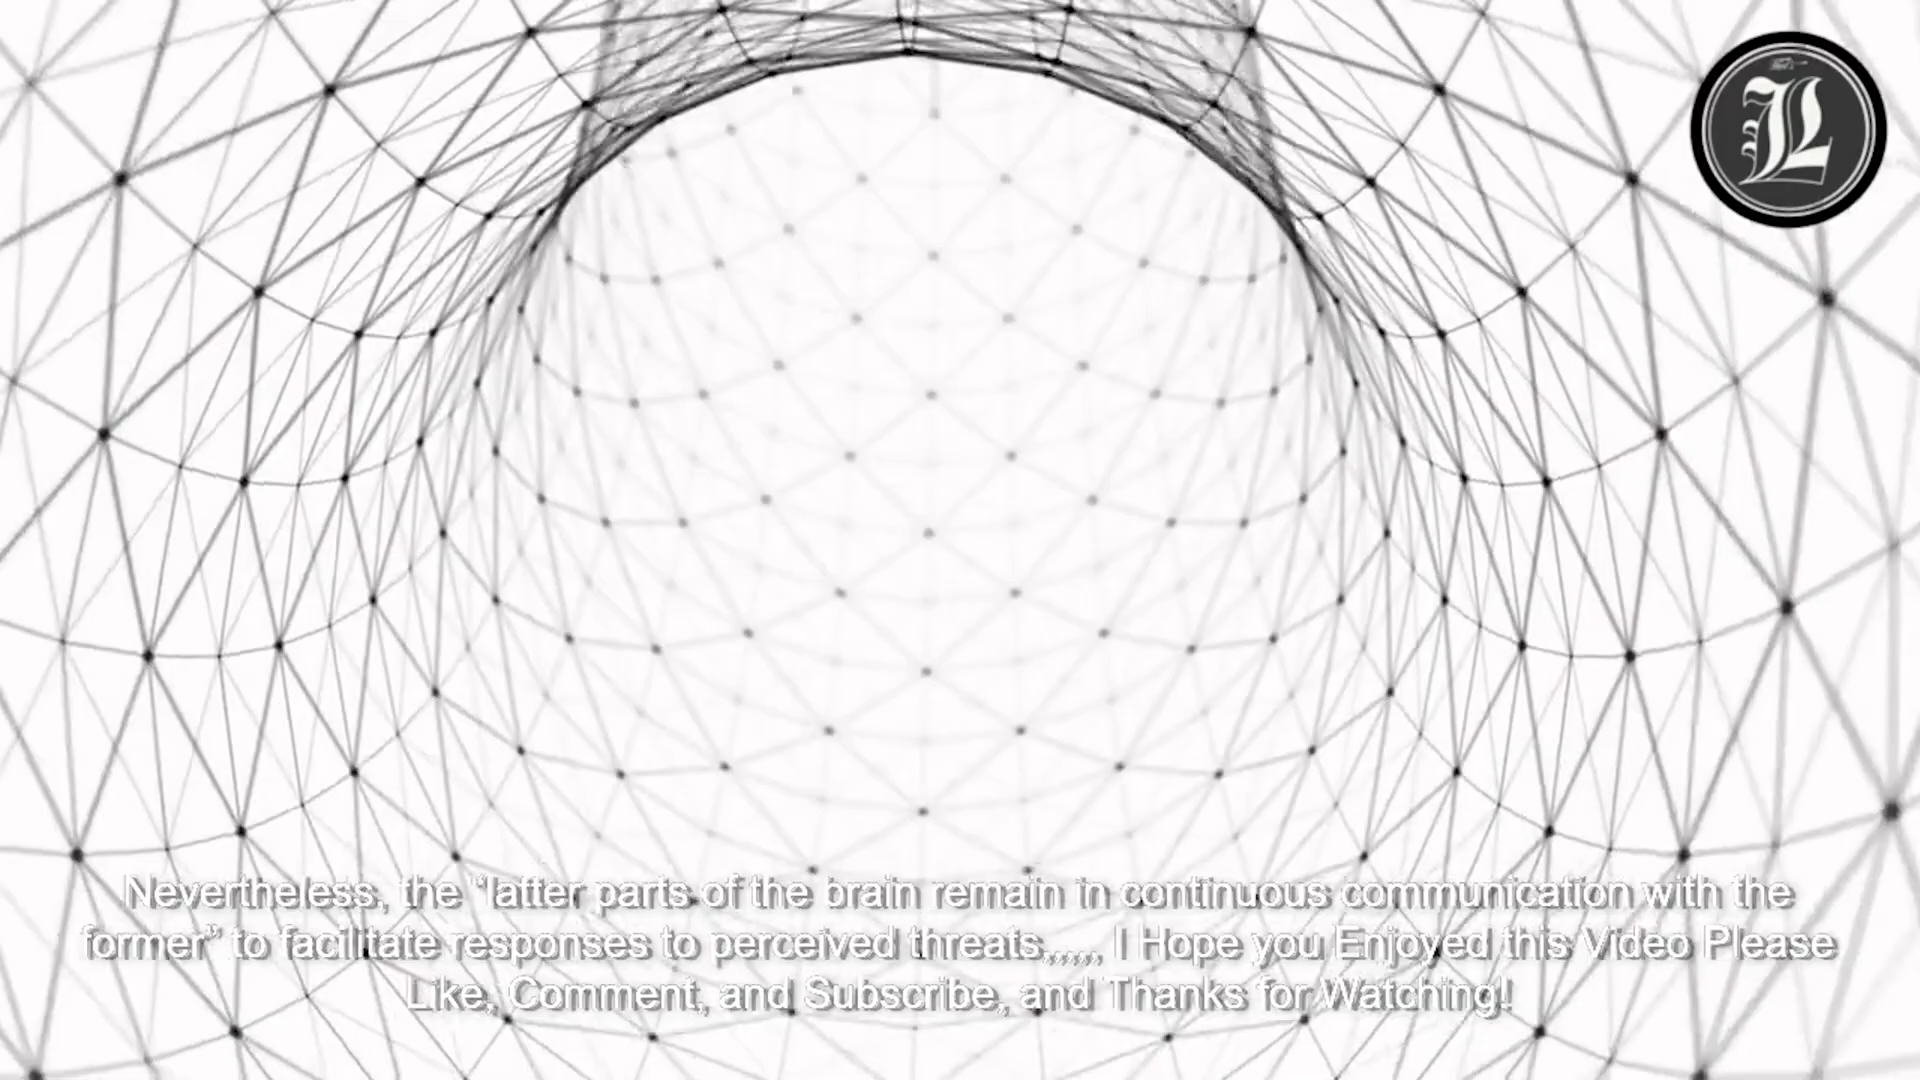 Nevertheless, the “latter parts of the brain remain in continuous communication with the
former” to facilitate responses to perceived threats,,,,,, I Hope you Enjoyed this Video Please
Like, Comment, and Subscribe, and Thanks for Watching!
L